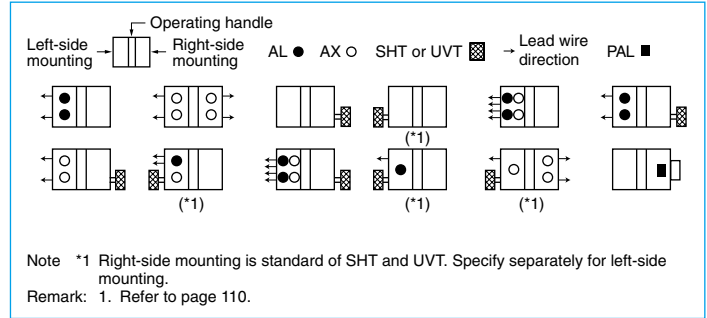 Operating handle
Left-side mounting
Right-side mounting
AL ● AX ○ SHT or UVT
Lead wire direction
PAL ■
(*1)
(*1) (*1) (*1)
Note *1 Right-side mounting is standard of SHT and UVT. Specify separately for left-side
mounting.
Remark: 1. Refer to page 110.